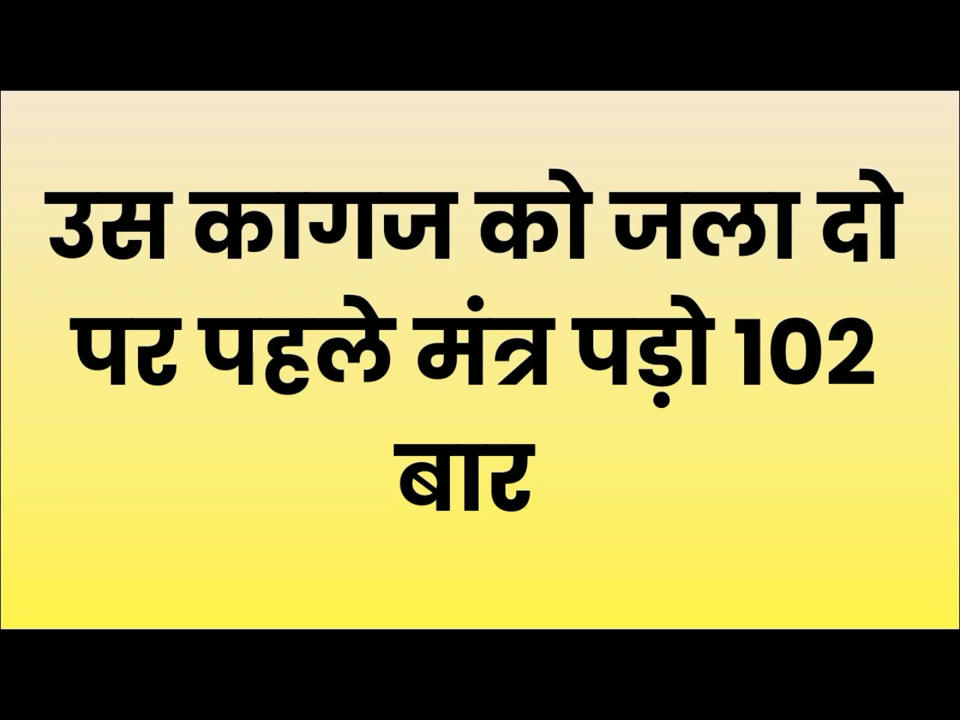 उस कागज को जला दो
पर पहले मंत्र पड़ो 102
बार